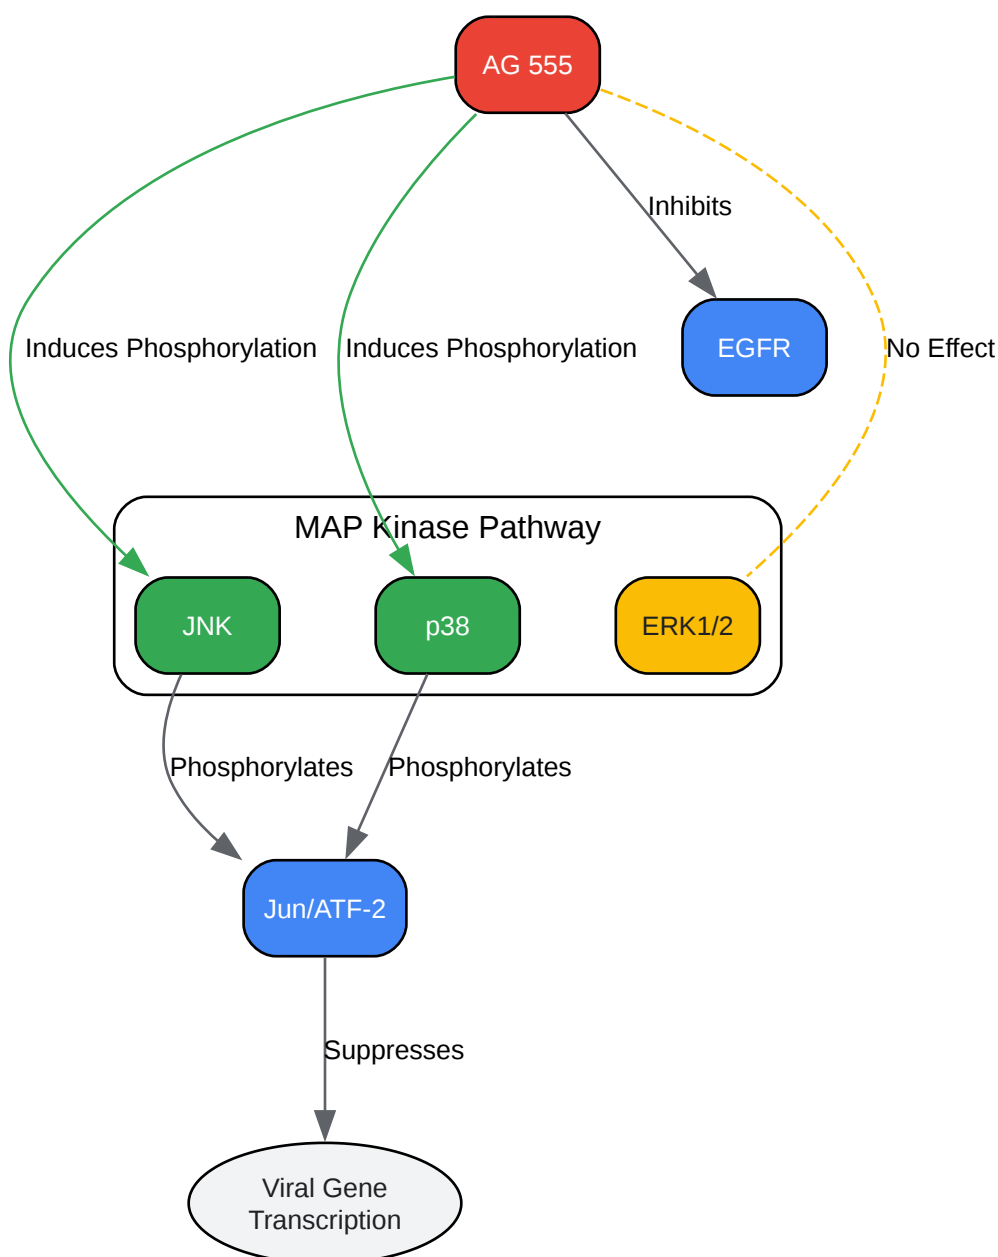 AG 555
Inhibits
Induces Phosphorylation
Induces Phosphorylation
EGFR
No Effect
MAP Kinase Pathway
JNK
p38
ERK1/2
Phosphorylates
Phosphorylates
Jun/ATF-2
Suppresses
Viral Gene
Transcription